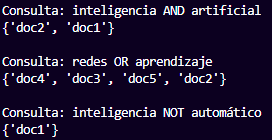 Consulta: inteligencia AND artificial
{'doc2', 'doc1'}
Consulta: redes OR aprendizaje
{'doc4', 'doc3', 'doc5', 'doc2'}
Consulta: inteligencia NOT automático
{'doc1'}